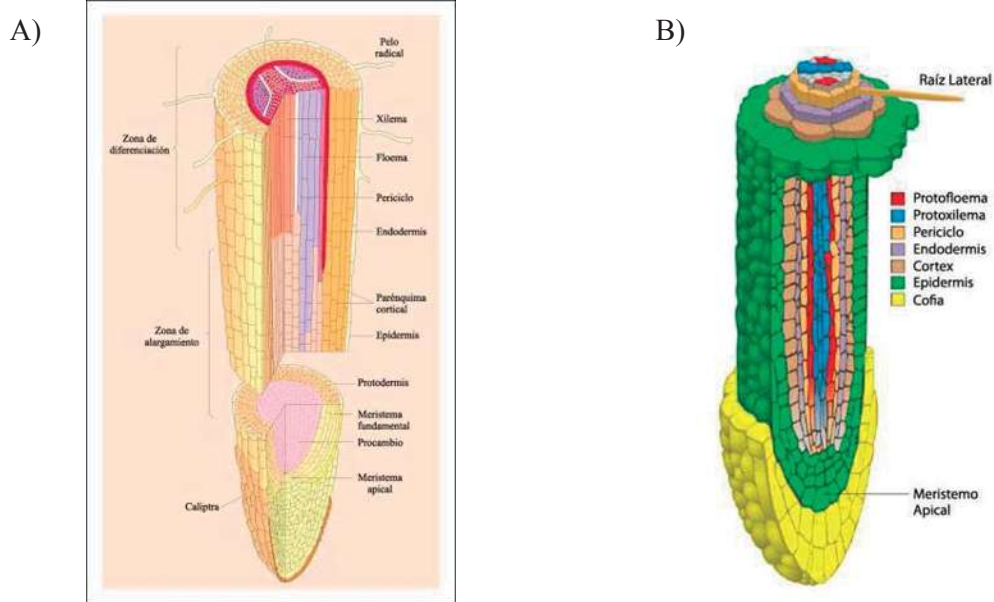 A)
Pelo
radical
Zona de
diferenciación
Xilema
Floema
Periciclo
Endodermis
Parénquima
cortical
Zona de
alargamiento
Epidermis
Protodermis
Meristema
fundamental
Procambio
Meristema
apical
Caliptra
B)
Raíz Lateral
Protofloema
Protoxilema
Periciclo
Endodermis
Cortex
Epidermis
Cofia
Meristemo
Apical